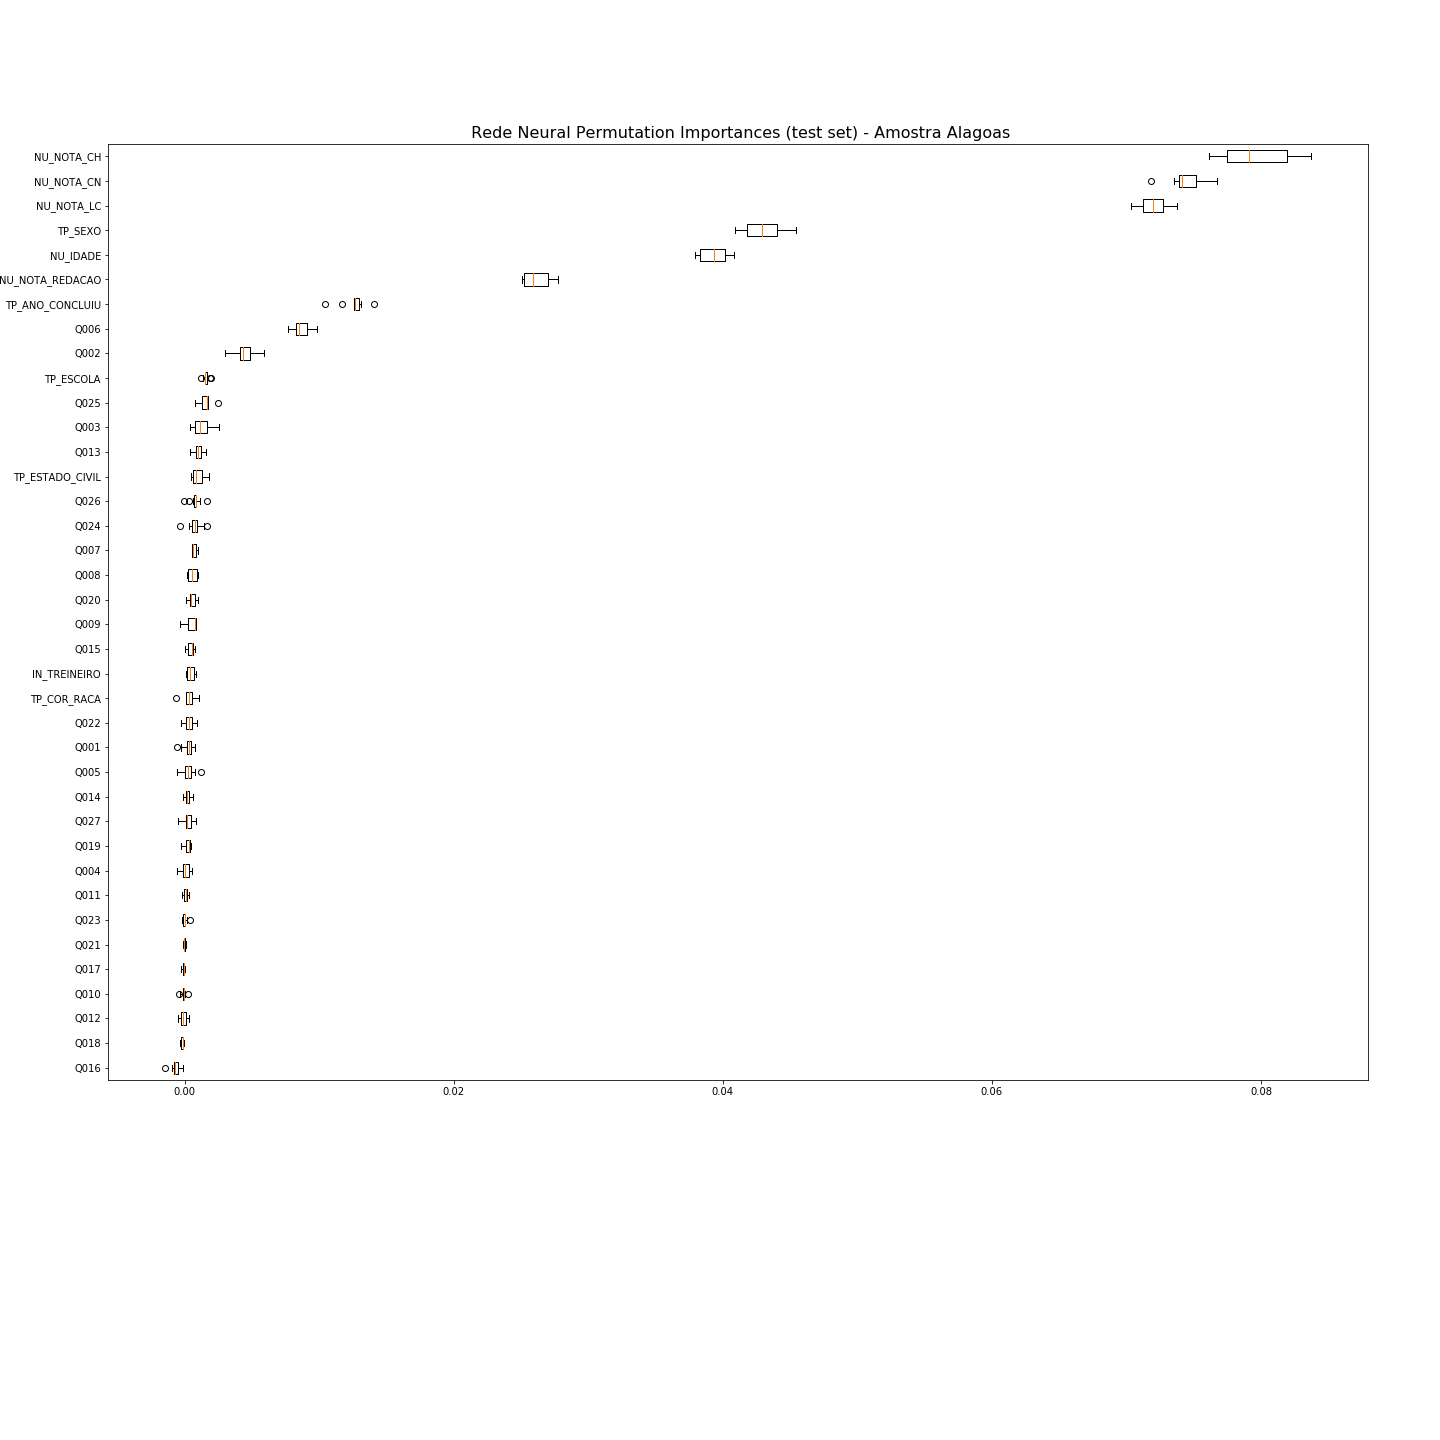 Rede Neural Permutation Importances (test set) - Amostra Alagoas
NU_NOTA_CH
NU_NOTA_CN
NU_NOTA_LC
TP_SEXO
NU_IDADE
NU_NOTA_REDACAO
TP_ANO_CONCLUIU
Q006
Q002
TP_ESCOLA
Q025
Q003
Q013
TP_ESTADO_CIVIL
Q026
Q024
Q007
Q008
Q020
Q009
Q015
IN_TREINEIRO
TP_COR_RACA
Q022
Q001
Q005
Q014
Q027
Q019
Q004
Q011
Q023
Q021
Q017
Q010
Q012
Q018
Q016
0.00 0.02 0.04 0.06 0.08